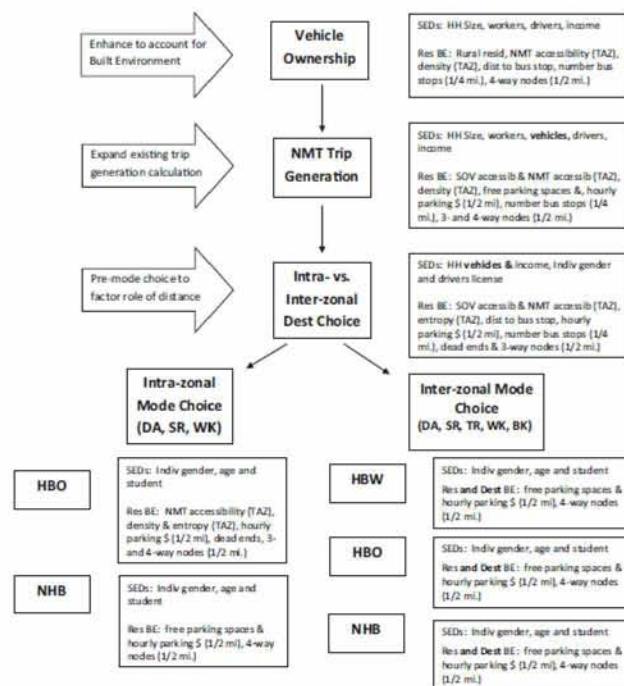 Enhance to account for
Built Environment
Vehicle
Ownership
SEDs: HH Size, workers, drivers, income
Res BE: Rural resid, NMT accessibility (TAZ),
density (TAZ), dist to bus stop, number bus
stops (1/4 mi.), 4-way nodes (1/2 mi.)
Expand existing trip
generation calculation
NMT Trip
Generation
SEDs: HH Size, workers, vehicles, drivers,
income
Res BE: SOV accessib & NMT accessib (TAZ),
density (TAZ), free parking spaces &, hourly
parking $ (1/2 mi), number bus stops (1/4
mi.), 3- and 4-way nodes (1/2 mi.)
Pre-mode choice to
factor role of distance
Intra- vs.
Inter-zonal
Dest Choice
SEDs: HH vehicles & income, Indiv gender
and drivers license
Res BE: SOV accessib & NMT accessib (TAZ),
entropy (TAZ), dist to bus stop, hourly
parking $ (1/2 mi), number bus stops (1/4
mi.), dead ends & 3-way nodes (1/2 mi.)
Intra-zonal
Mode Choice
(DA, SR, WK)
Inter-zonal Mode
Choice
(DA, SR, TR, WK, BK)
HBO
SEDs: Indiv gender, age and
student
Res BE: NMT accessibility (TAZ),
density & entropy (TAZ), hourly
parking $ (1/2 mi), dead ends, 3-
and 4-way nodes (1/2 mi.)
HBW
SEDs: Indiv gender, age and student
Res and Dest BE: free parking spaces &
hourly parking $ (1/2 mi), 4-way nodes
(1/2 mi.)
HBO
SEDs: Indiv gender, age and student
Res and Dest BE: free parking spaces &
hourly parking $ (1/2 mi), 4-way nodes
(1/2 mi.)
NHB
SEDs: Indiv gender, age and
student
Res BE: free parking spaces &
hourly parking $ (1/2 mi), 4-way
nodes (1/2 mi.)
NHB
SEDs: Indiv gender, age and student
Res and Dest BE: free parking spaces &
hourly parking $ (1/2 mi), 4-way nodes
(1/2 mi.)